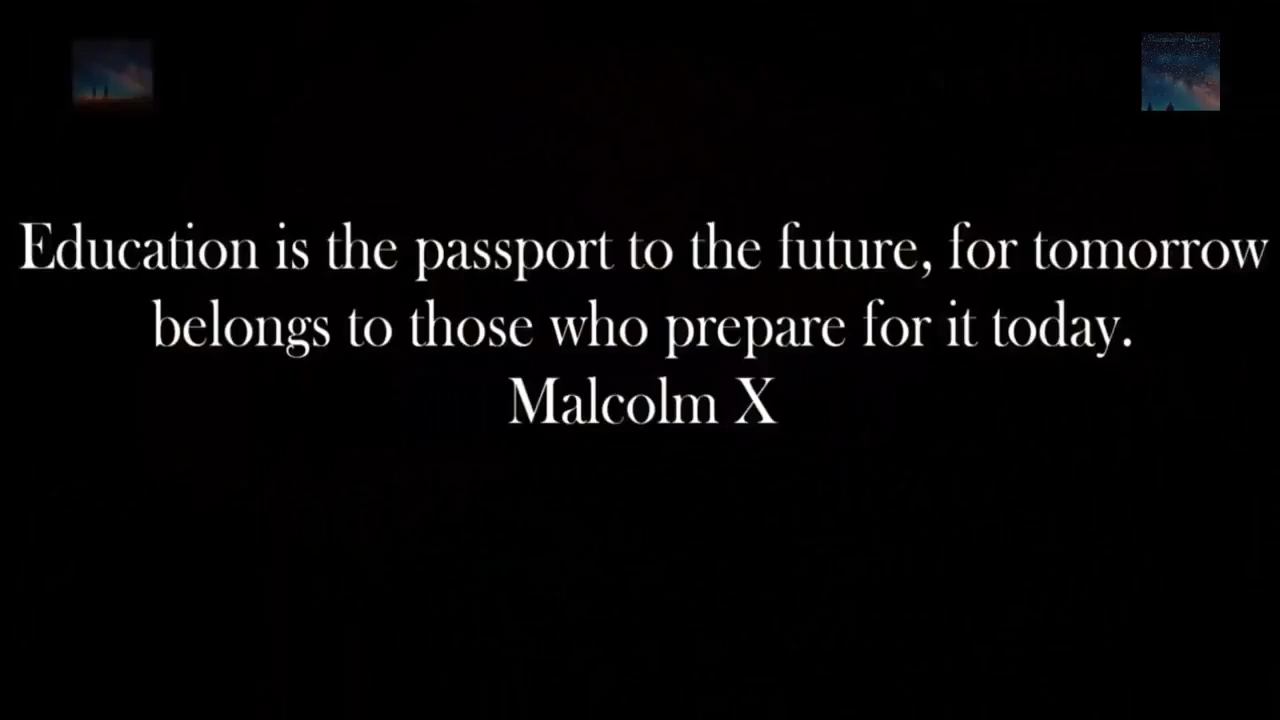 Education is the passport to the future, for tomorrow
belongs to those who prepare for it today.
Malcolm X